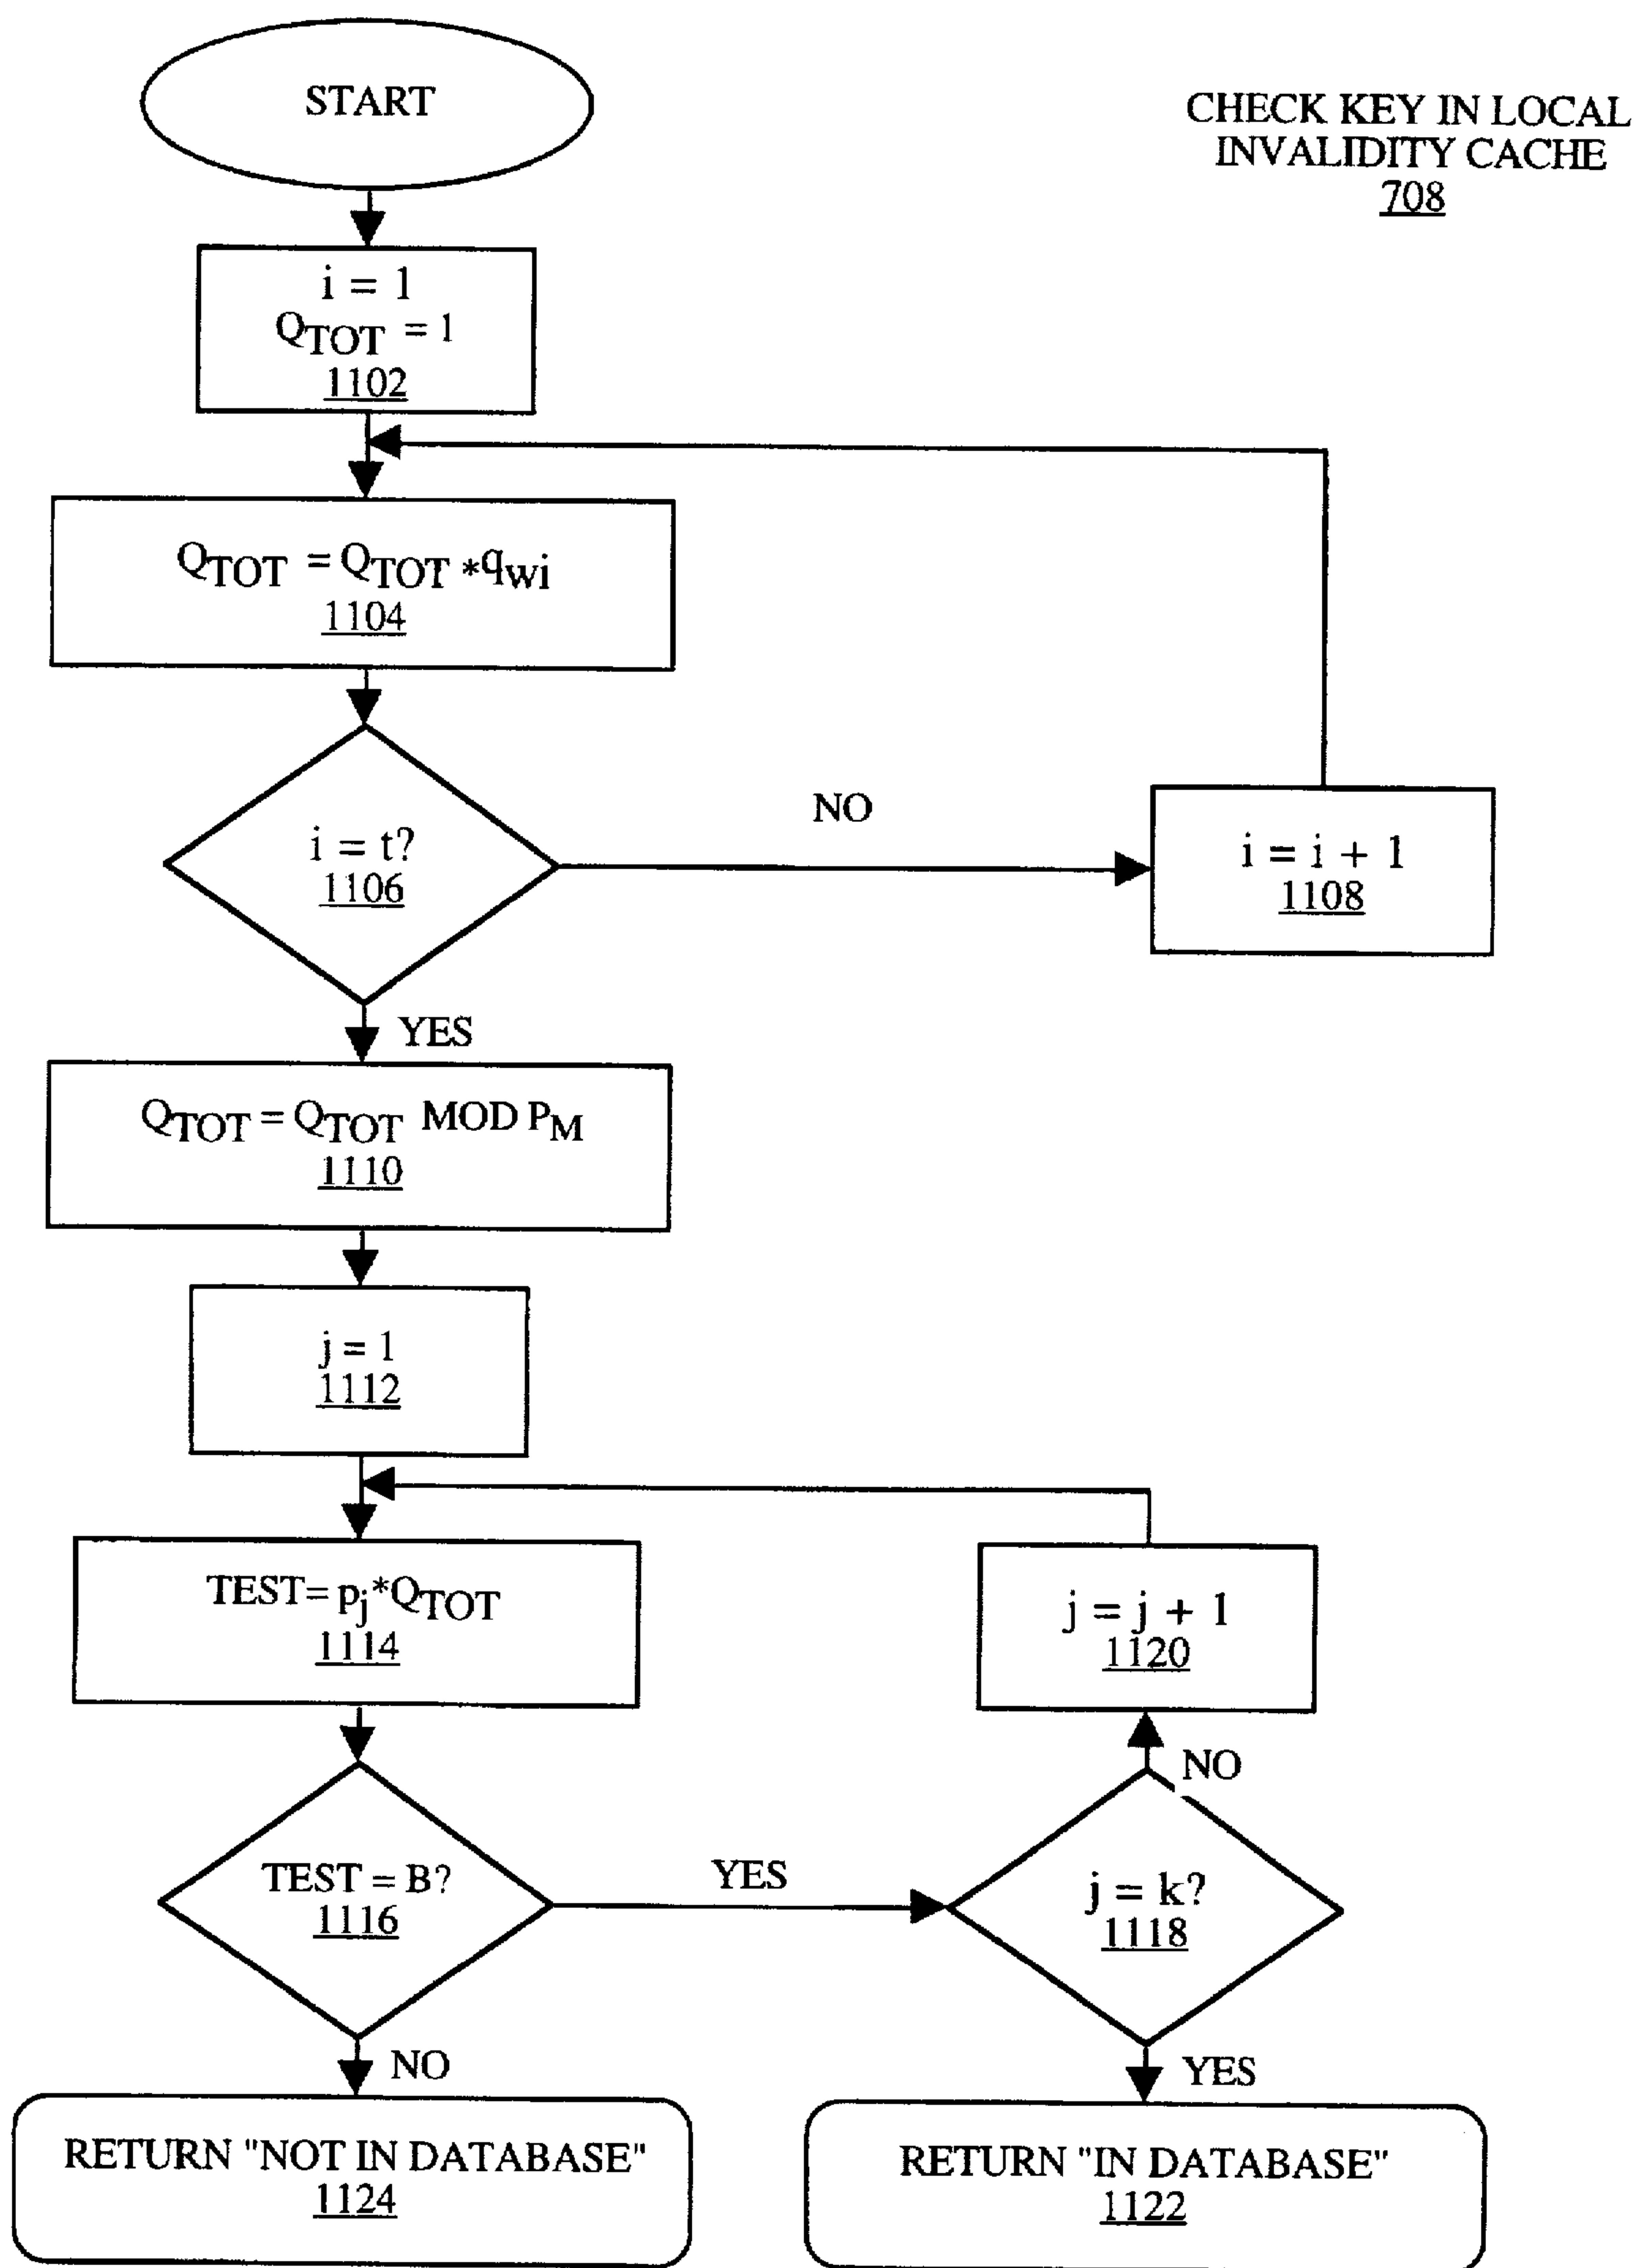 START
CHECK KEY IN LOCAL
INVALIDITY CACHE
708
i = 1
QTOT = 1
1102
QTOT = QTOT *qwi
1104
i = t?
1106
NO
i = i + 1
1108
YES
QTOT = QTOT MOD PM
1110
j = 1
1112
TEST= pj*QTOT
1114
j = j + 1
1120
NO
TEST = B?
1116
YES
j = k?
1118
NO
YES
RETURN "NOT IN DATABASE"
1124
RETURN "IN DATABASE"
1122